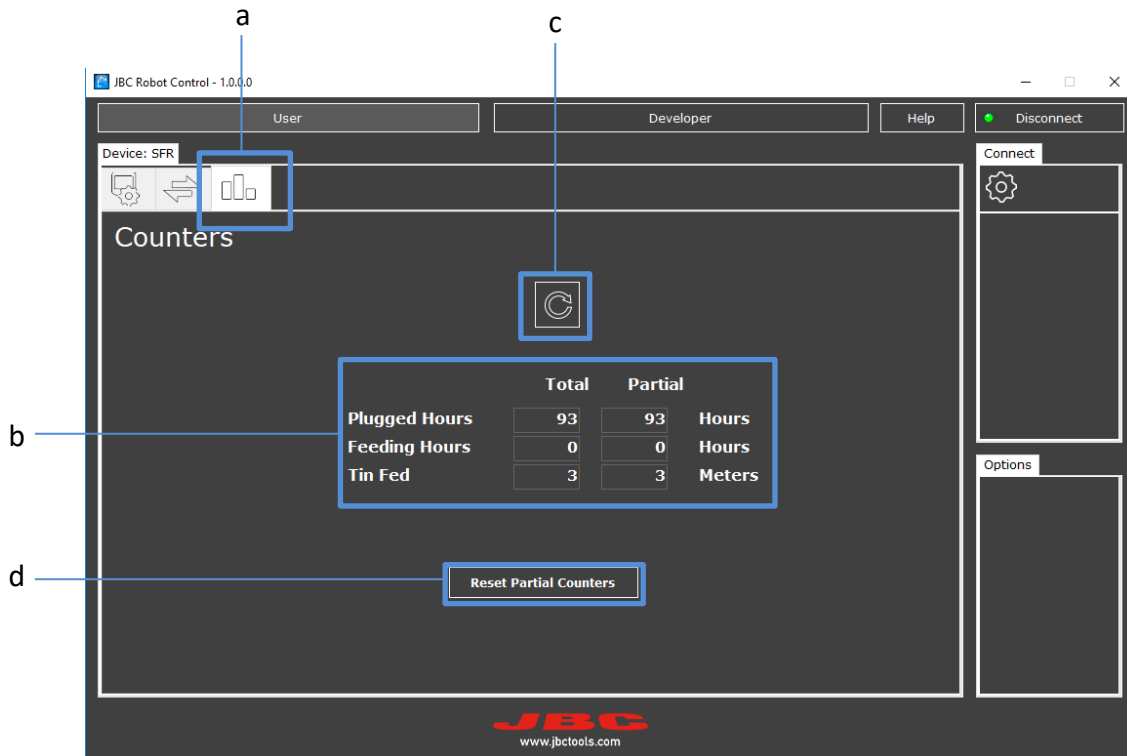 a
c
JBC Robot Control - 1.0.0.0
User
Developer
Help
Disconnect
Device: SFR
Connect
Counters
Total Partial
Plugged Hours 93 93 Hours
Feeding Hours 0 0 Hours
Tin Fed 3 3 Meters
b
Options
d
Reset Partial Counters
JBC
www.jbctools.com